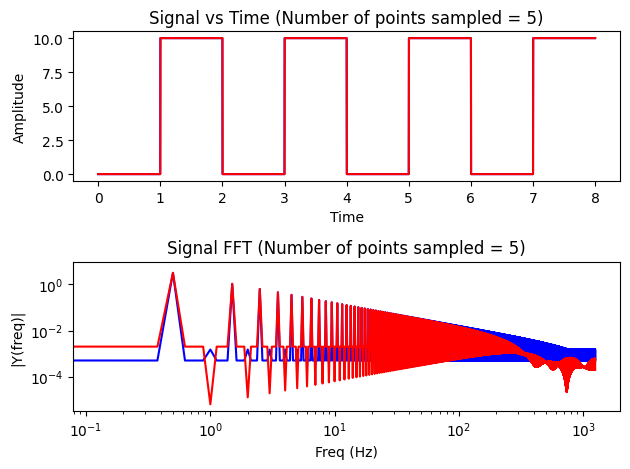 Signal vs Time (Number of points sampled = 5)
10.0
7.5
5.0
2.5
0.0
Amplitude
0 1 2 3 4 5 6 7 8
Time
Signal FFT (Number of points sampled = 5)
10⁰
10⁻²
10⁻⁴
|Y(freq)|
10⁻¹ 10⁰ 10¹ 10² 10³
Freq (Hz)